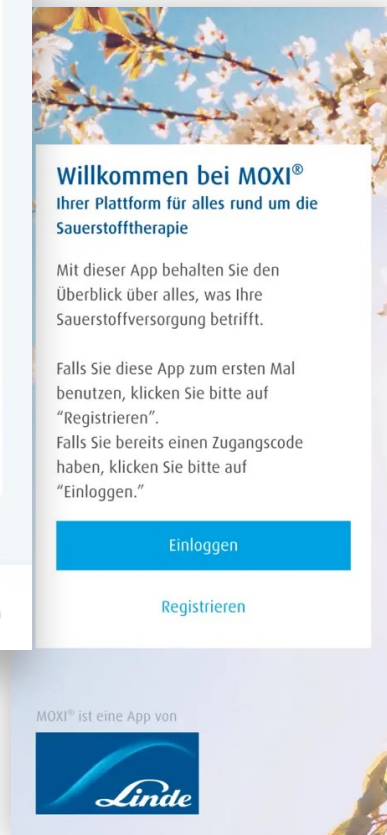 Willkommen bei MOXI®
Ihrer Plattform für alles rund um die
Sauerstofftherapie
Mit dieser App behalten Sie den
Überblick über alles, was Ihre
Sauerstoffversorgung betrifft.
Falls Sie diese App zum ersten Mal
benutzen, klicken Sie bitte auf
“Registrieren”.
Falls Sie bereits einen Zugangscode
haben, klicken Sie bitte auf
“Einloggen.”
Einloggen
Registrieren
MOXI® ist eine App von
Linde